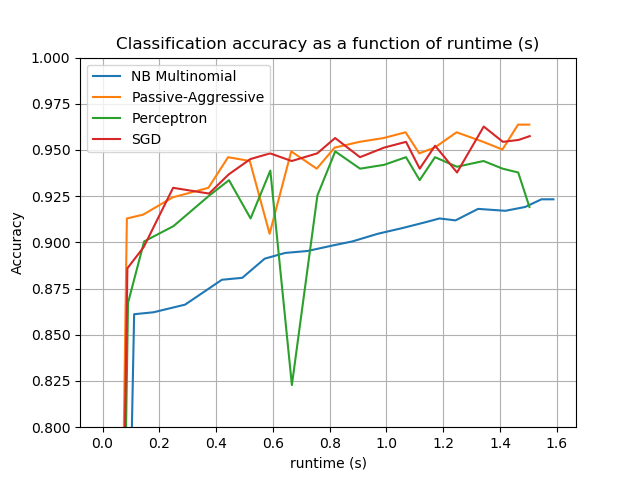 Classification accuracy as a function of runtime (s)
NB Multinomial
Passive-Aggressive
Perceptron
SGD
1.000
0.975
0.950
0.925
0.900
0.875
0.850
0.825
0.800
Accuracy
0.0 0.2 0.4 0.6 0.8 1.0 1.2 1.4 1.6
runtime (s)